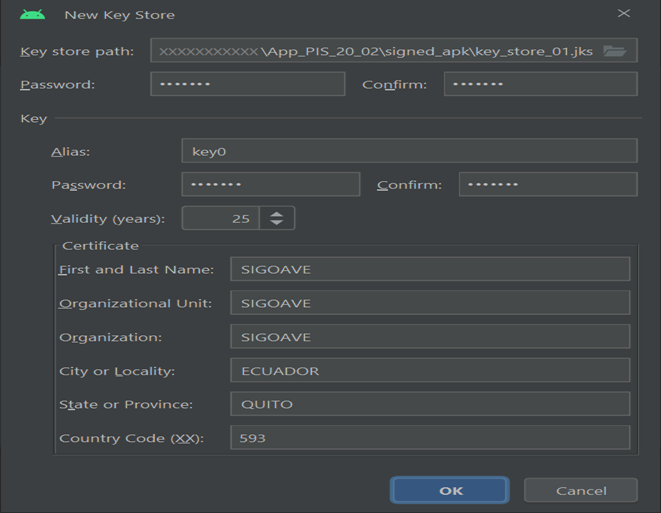 New Key Store
Key store path: XXXXXXXXXXX\App_PIS_20_02\signed_apk\key_store_01.jks
Password: ••••••• Confirm: •••••••
Key
Alias: key0
Password: ••••••• Confirm: •••••••
Validity (years): 25
Certificate
First and Last Name: SIGOAVE
Organizational Unit: SIGOAVE
Organization: SIGOAVE
City or Locality: ECUADOR
State or Province: QUITO
Country Code (XX): 593
OK Cancel